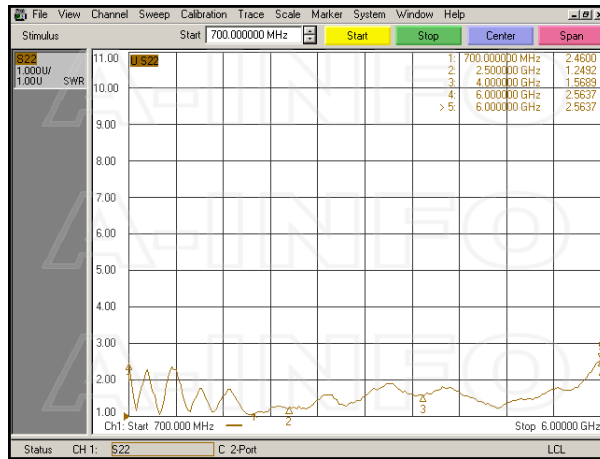 File View Channel Sweep Calibration Trace Scale Marker System Window Help
Stimulus Start 700.000000 MHz Start Stop Center Span
S22
1.000U/
1.00U SWR
U S22
11.00
10.00
9.00
8.00
7.00
6.00
5.00
4.00
3.00
2.00
1.00
1: 700.000000 MHz 2.4600
2: 2.500000 GHz 1.2492
3: 4.000000 GHz 1.5689
4: 6.000000 GHz 2.5637
> 5: 6.000000 GHz 2.5637
A-INFO
A-INFO
A-INFO
1
2
3
Ch1: Start 700.000 MHz Stop 6.00000 GHz
Status CH 1: S22 C 2-Port LCL